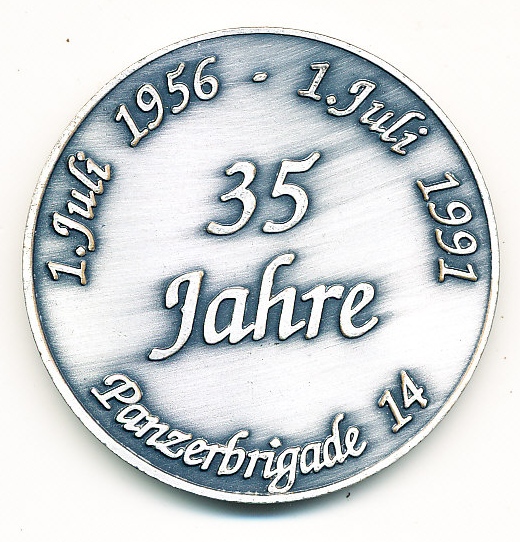 1. Juli 1956 - 1. Juli 1991
35
Jahre
Panzerbrigade 14